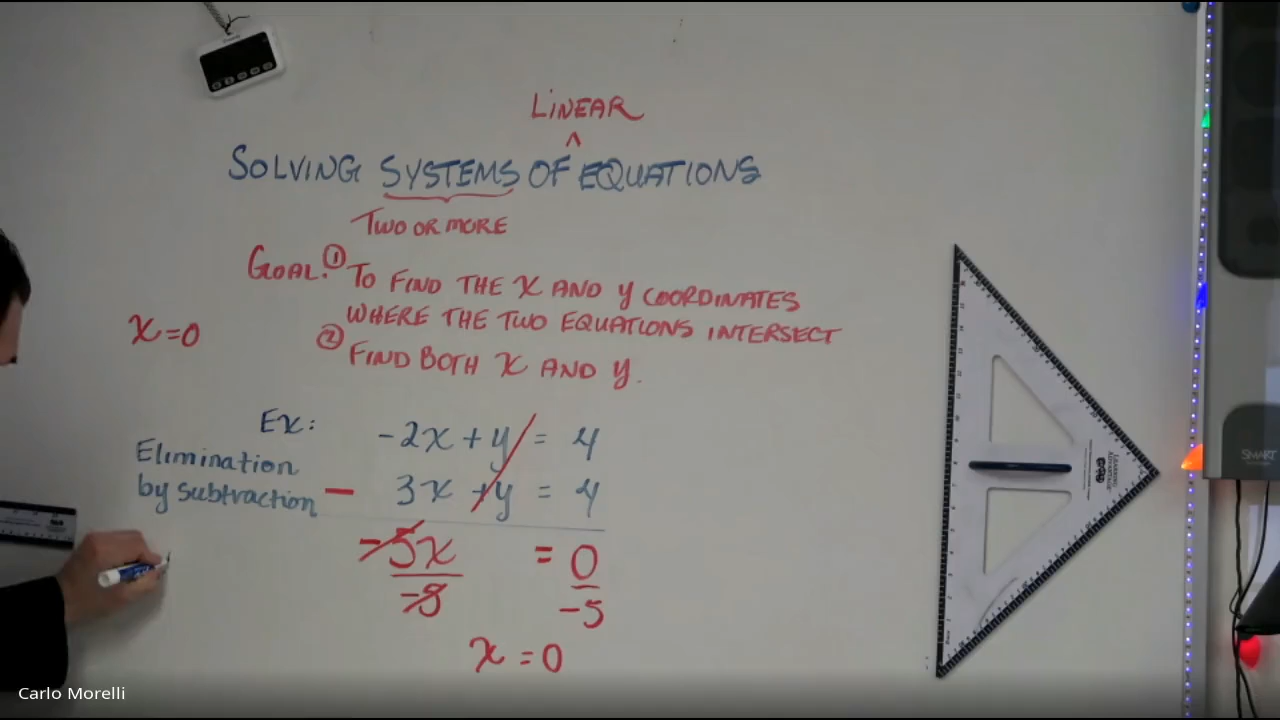 LINEAR
^
SOLVING SYSTEMS OF EQUATIONS
TWO OR MORE
GOAL: ① TO FIND THE X AND Y COORDINATES
WHERE THE TWO EQUATIONS INTERSECT
② FIND BOTH X AND Y.
x=0
Ex:
-2x+y = 4
Elimination
by subtraction
- 3x +y = 4
-5x = 0
-5 -5
x = 0
SMART
Carlo Morelli